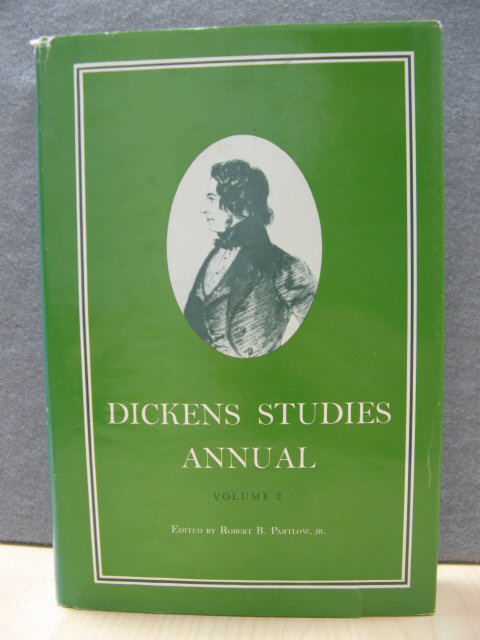 DICKENS STUDIES
ANNUAL
VOLUME 2
EDITED BY ROBERT B. PARTLOW, JR.